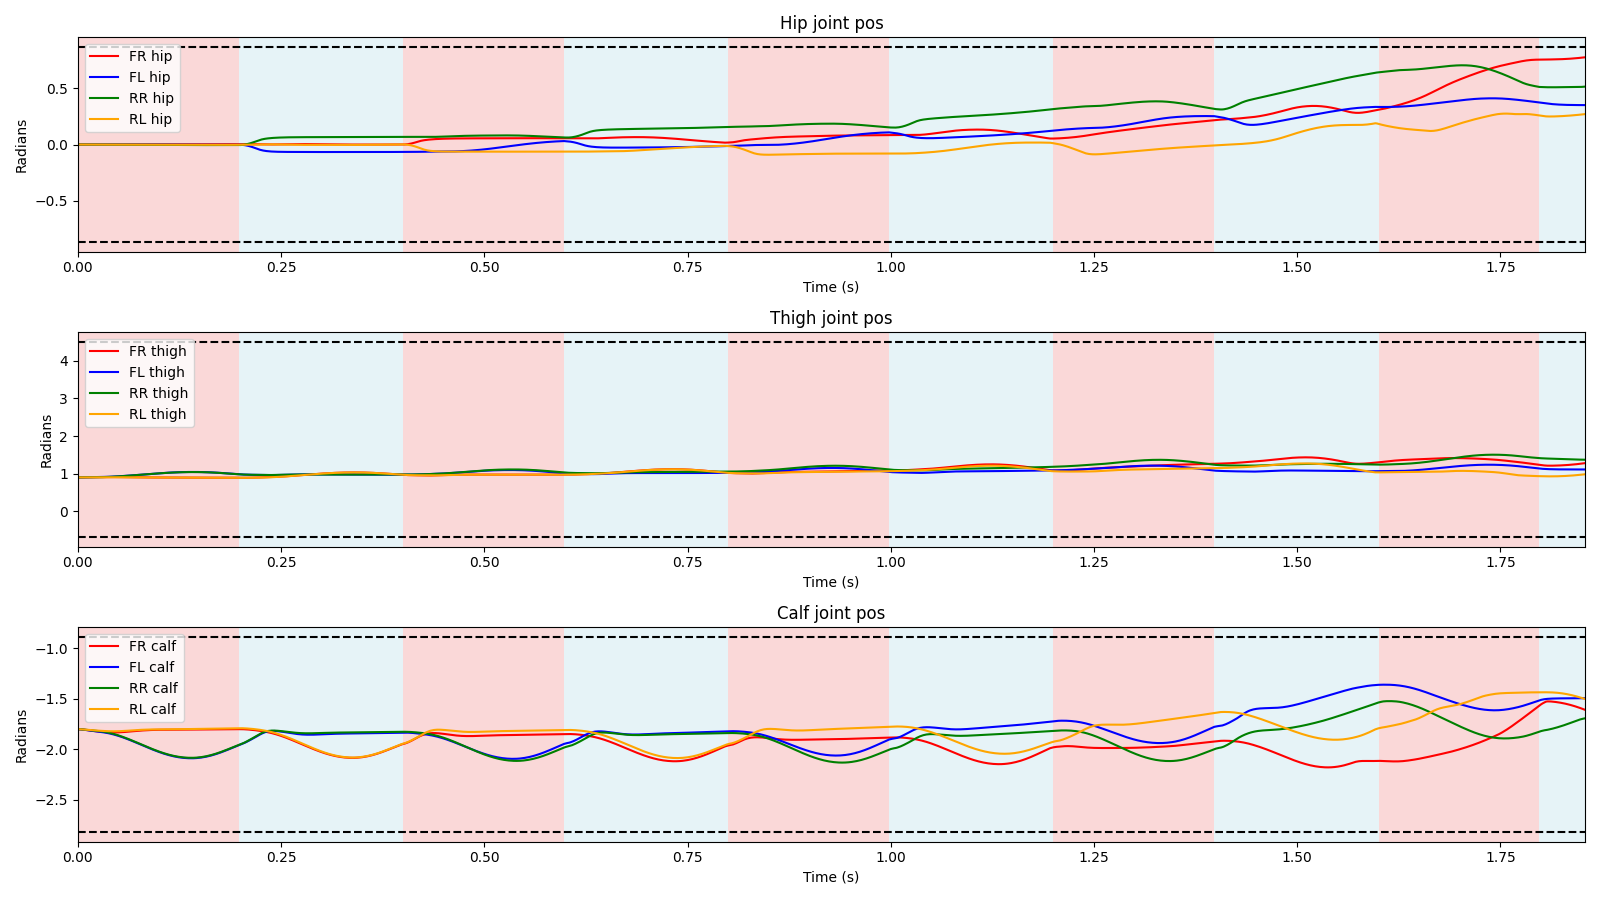 Hip joint pos
FR hip
FL hip
RR hip
RL hip
Radians
0.5
0.0
−0.5
0.00 0.25 0.50 0.75 1.00 1.25 1.50 1.75
Time (s)
Thigh joint pos
FR thigh
FL thigh
RR thigh
RL thigh
Radians
4
3
2
1
0
0.00 0.25 0.50 0.75 1.00 1.25 1.50 1.75
Time (s)
Calf joint pos
FR calf
FL calf
RR calf
RL calf
Radians
−1.0
−1.5
−2.0
−2.5
0.00 0.25 0.50 0.75 1.00 1.25 1.50 1.75
Time (s)